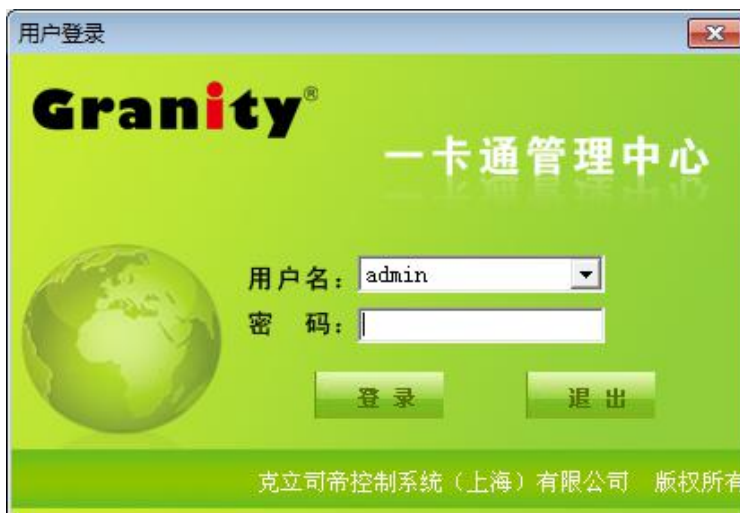 用户登录
Granity®
一卡通管理中心
用户名：admin
密 码：
登录 退出
克立司帝控制系统（上海）有限公司 版权所有